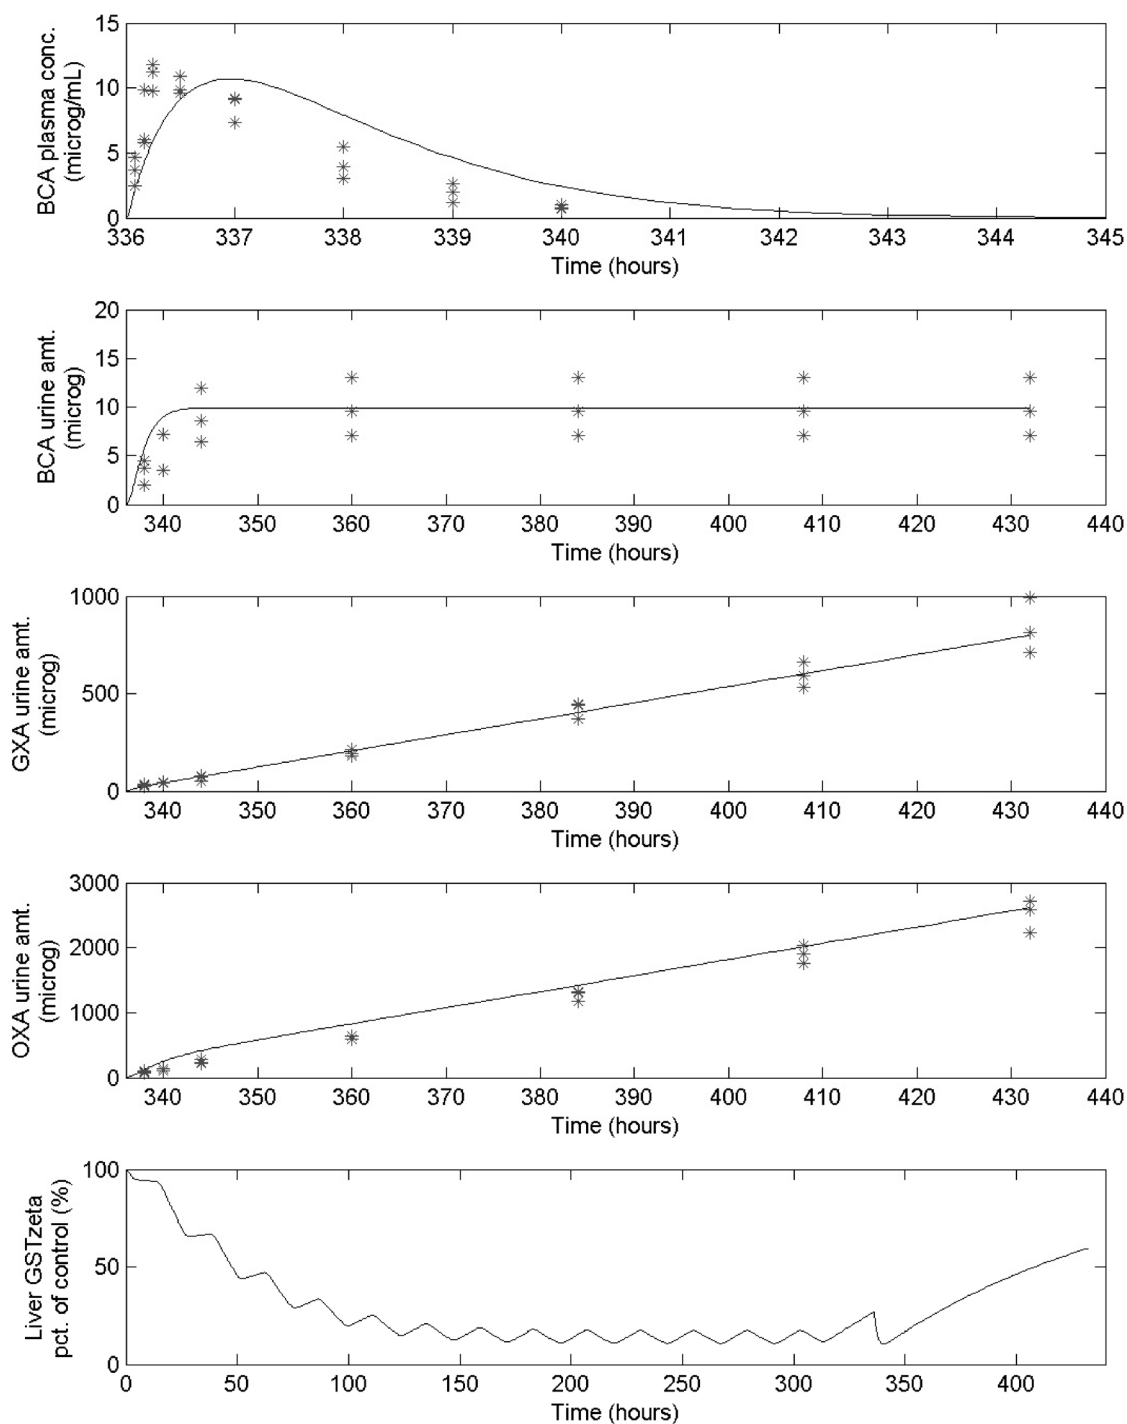 BCA plasma conc.
(microg/mL)
15
10
5
0
336 337 338 339 340 341 342 343 344 345
Time (hours)
BCA urine amt.
(microg)
20
15
10
5
0
340 350 360 370 380 390 400 410 420 430 440
Time (hours)
GXA urine amt.
(microg)
1000
500
0
340 350 360 370 380 390 400 410 420 430 440
Time (hours)
OXA urine amt.
(microg)
3000
2000
1000
0
340 350 360 370 380 390 400 410 420 430 440
Time (hours)
Liver GSTzeta
pct. of control (%)
100
50
0
0 50 100 150 200 250 300 350 400
Time (hours)